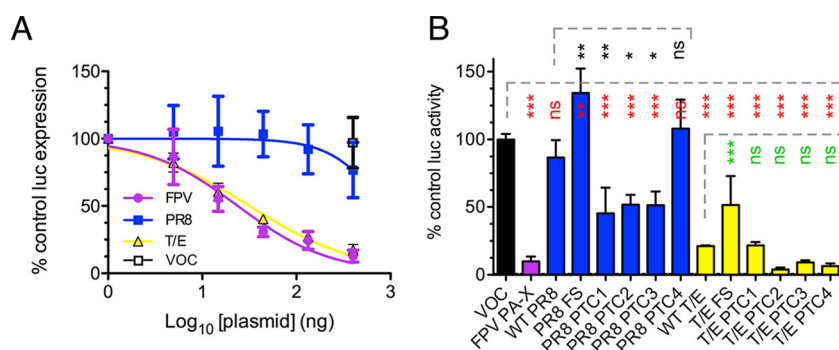 A
% control luc expression
150
100
50
0
0
1
2
3
Log10 [plasmid] (ng)
FPV
PR8
T/E
VOC
B
% control luc activity
150
100
50
0
** ** * * ns
*** ns ** *** *** *** ns *** *** *** *** *** ***
*** ns ns ns ns
VOC
FPV PA-X
WT PR8
PR8 FS
PR8 PTC1
PR8 PTC2
PR8 PTC3
PR8 PTC4
WT T/E
T/E FS
T/E PTC1
T/E PTC2
T/E PTC3
T/E PTC4